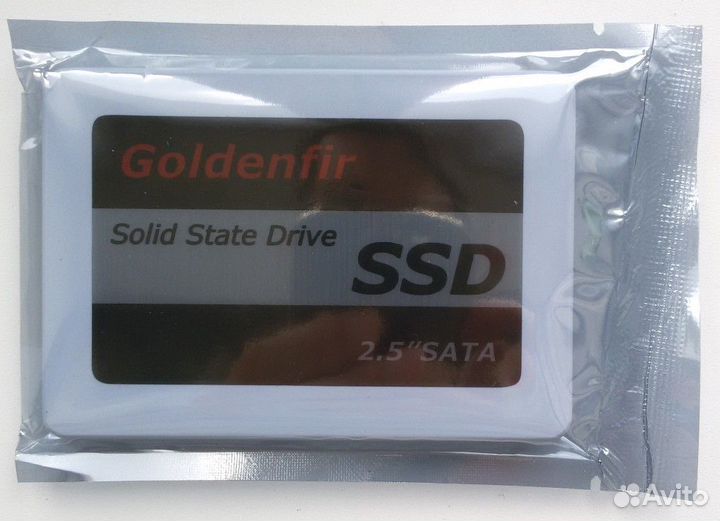 Goldenfir
Solid State Drive
SSD
2.5"SATA
Avito